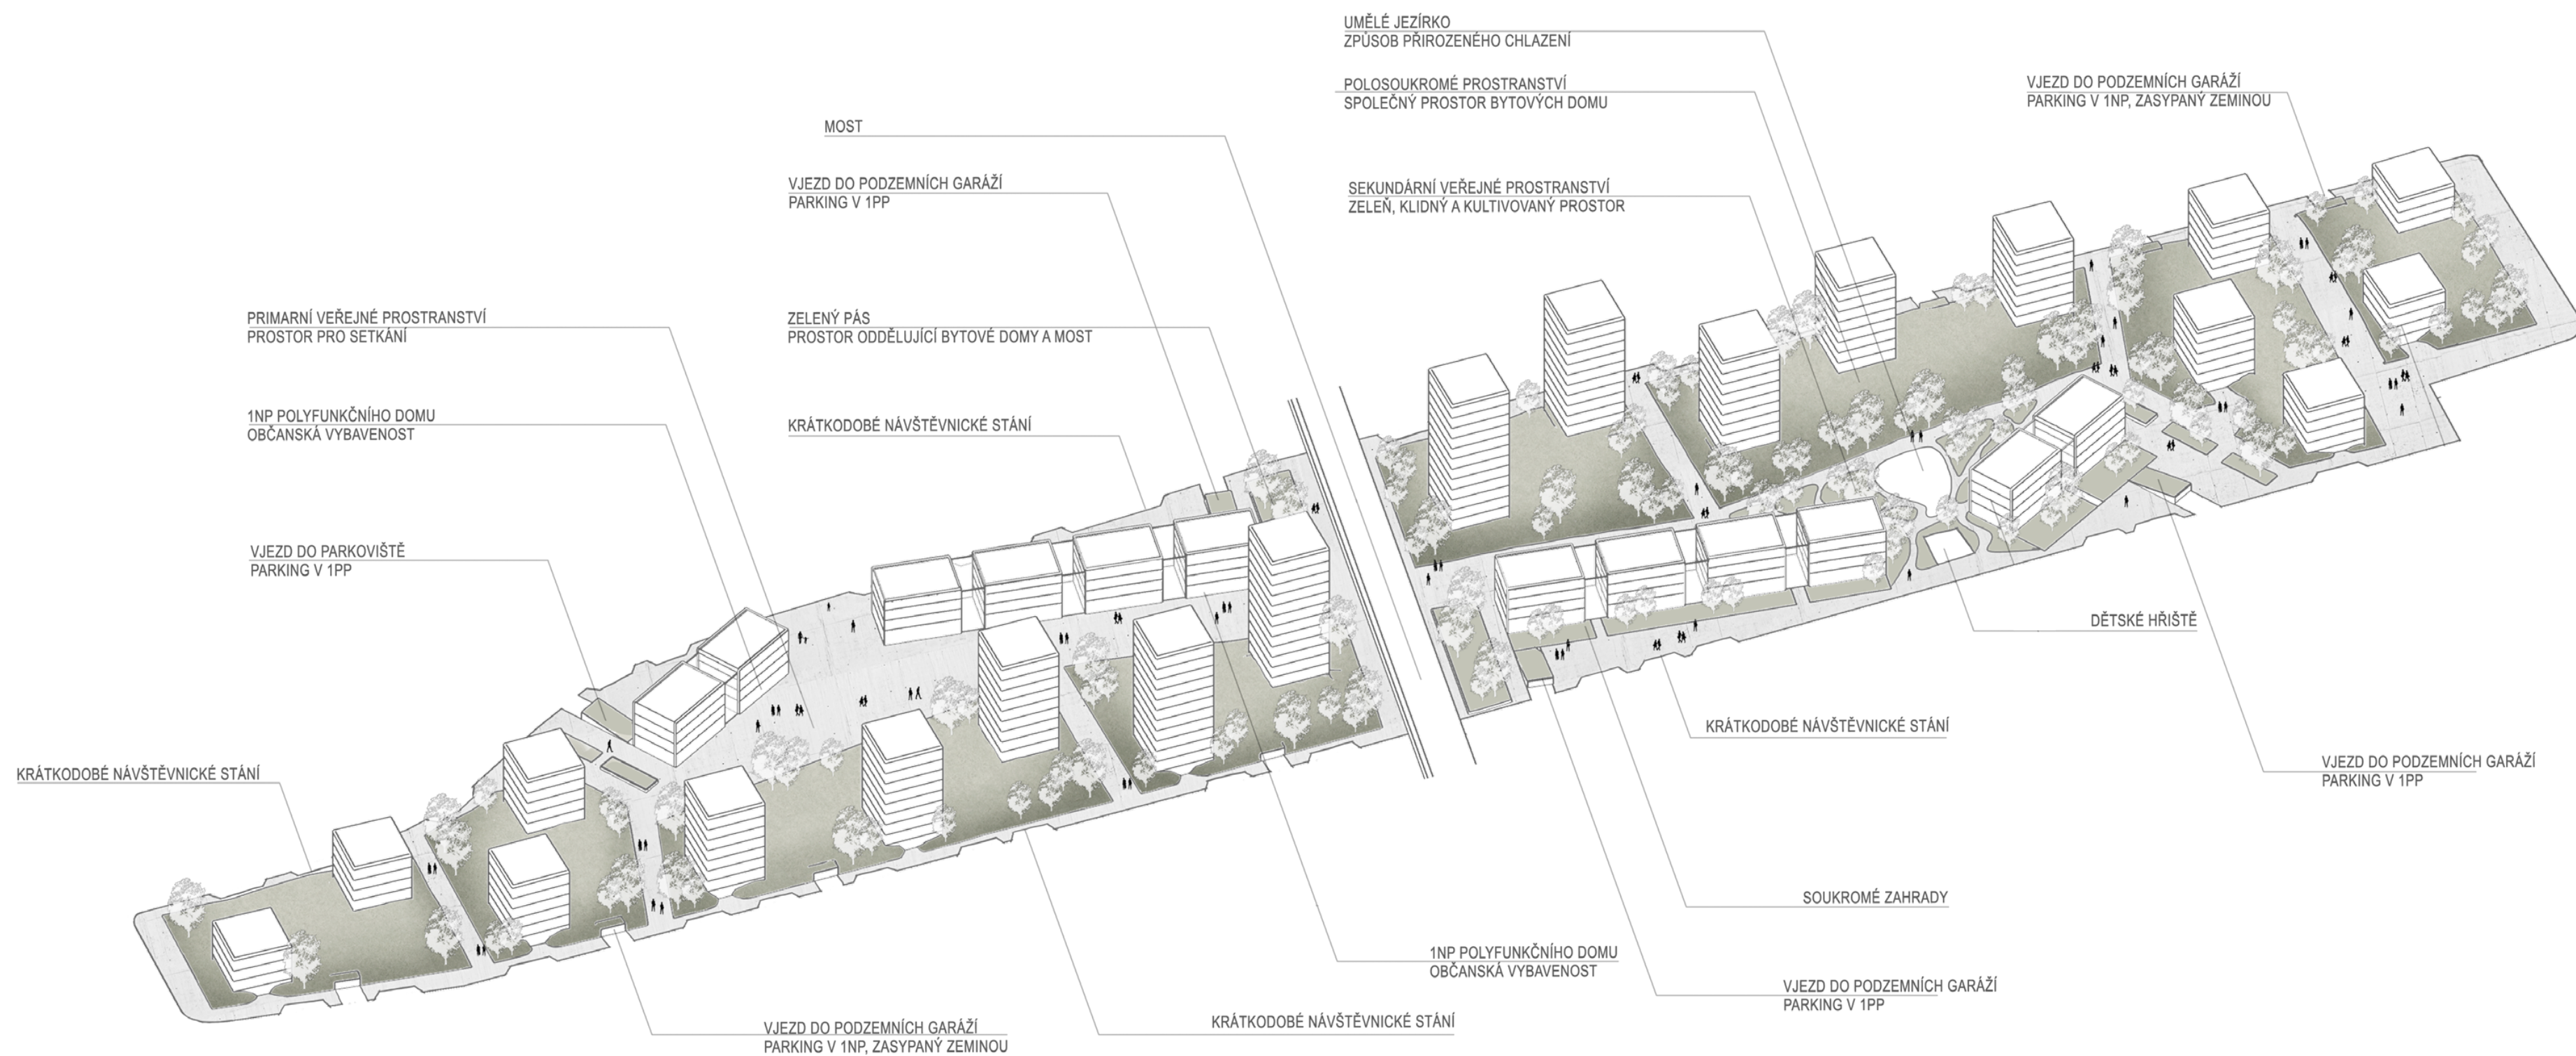 UMĚLÉ JEZÍRKO
ZPŮSOB PŘIROZENÉHO CHLAZENÍ
POLOSOUKROMÉ PROSTRANSTVÍ
SPOLEČNÝ PROSTOR BYTOVÝCH DOMU
VJEZD DO PODZEMNÍCH GARÁŽÍ
PARKING V 1NP, ZASYPANÝ ZEMINOU
MOST
VJEZD DO PODZEMNÍCH GARÁŽÍ
PARKING V 1PP
SEKUNDÁRNÍ VEŘEJNÉ PROSTRANSTVÍ
ZELEŇ, KLIDNÝ A KULTIVOVANÝ PROSTOR
PRIMARNÍ VEŘEJNÉ PROSTRANSTVÍ
PROSTOR PRO SETKÁNÍ
ZELENÝ PÁS
PROSTOR ODDĚLUJÍCÍ BYTOVÉ DOMY A MOST
1NP POLYFUNKČNÍHO DOMU
OBČANSKÁ VYBAVENOST
KRÁTKODOBÉ NÁVŠTĚVNICKÉ STÁNÍ
VJEZD DO PARKOVIŠTĚ
PARKING V 1PP
DĚTSKÉ HŘIŠTĚ
KRÁTKODOBÉ NÁVŠTĚVNICKÉ STÁNÍ
KRÁTKODOBÉ NÁVŠTĚVNICKÉ STÁNÍ
VJEZD DO PODZEMNÍCH GARÁŽÍ
PARKING V 1PP
SOUKROMÉ ZAHRADY
1NP POLYFUNKČNÍHO DOMU
OBČANSKÁ VYBAVENOST
VJEZD DO PODZEMNÍCH GARÁŽÍ
PARKING V 1PP
KRÁTKODOBÉ NÁVŠTĚVNICKÉ STÁNÍ
VJEZD DO PODZEMNÍCH GARÁŽÍ
PARKING V 1NP, ZASYPANÝ ZEMINOU